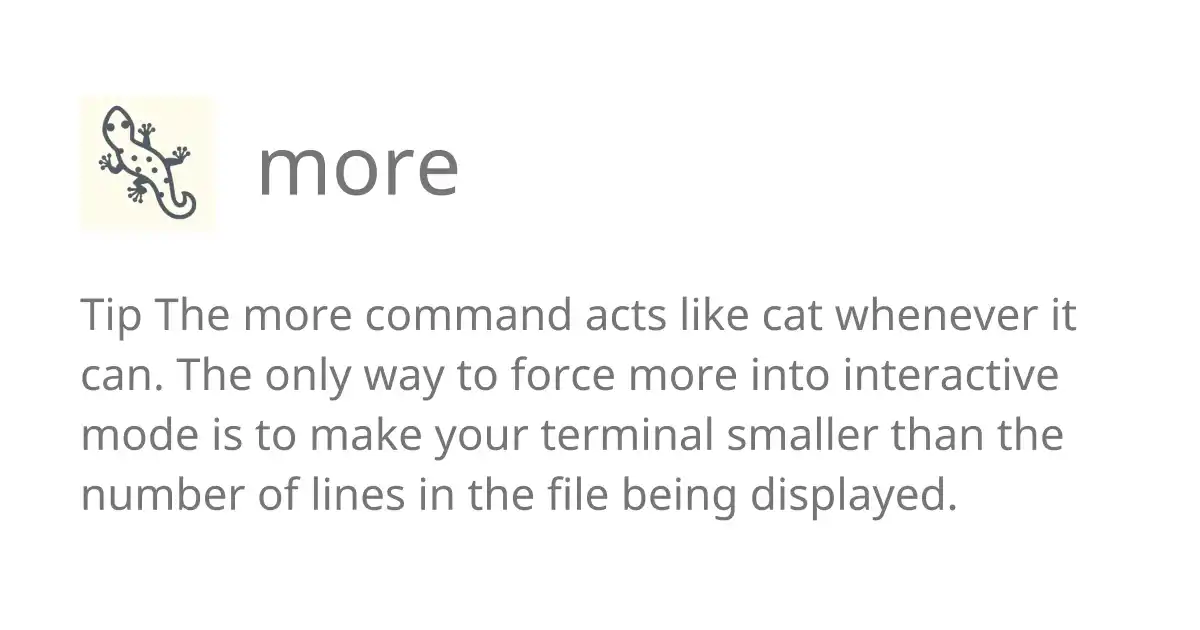 more
Tip The more command acts like cat whenever it
can. The only way to force more into interactive
mode is to make your terminal smaller than the
number of lines in the file being displayed.